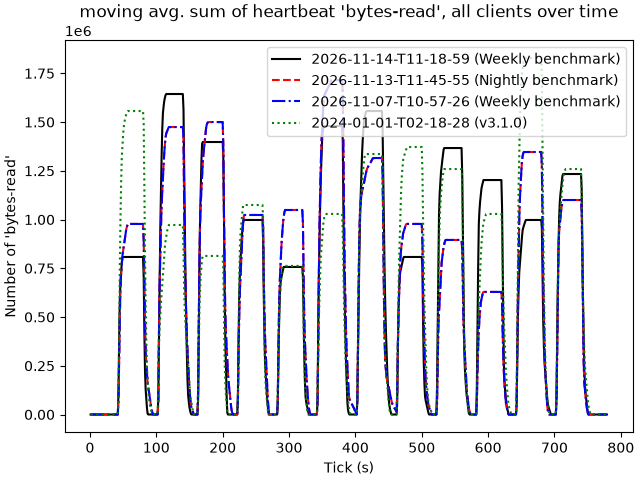 moving avg. sum of heartbeat 'bytes-read', all clients over time
1e6
2026-11-14-T11-18-59 (Weekly benchmark)
2026-11-13-T11-45-55 (Nightly benchmark)
2026-11-07-T10-57-26 (Weekly benchmark)
2024-01-01-T02-18-28 (v3.1.0)
Number of 'bytes-read'
1.75
1.50
1.25
1.00
0.75
0.50
0.25
0.00
0 100 200 300 400 500 600 700 800
Tick (s)